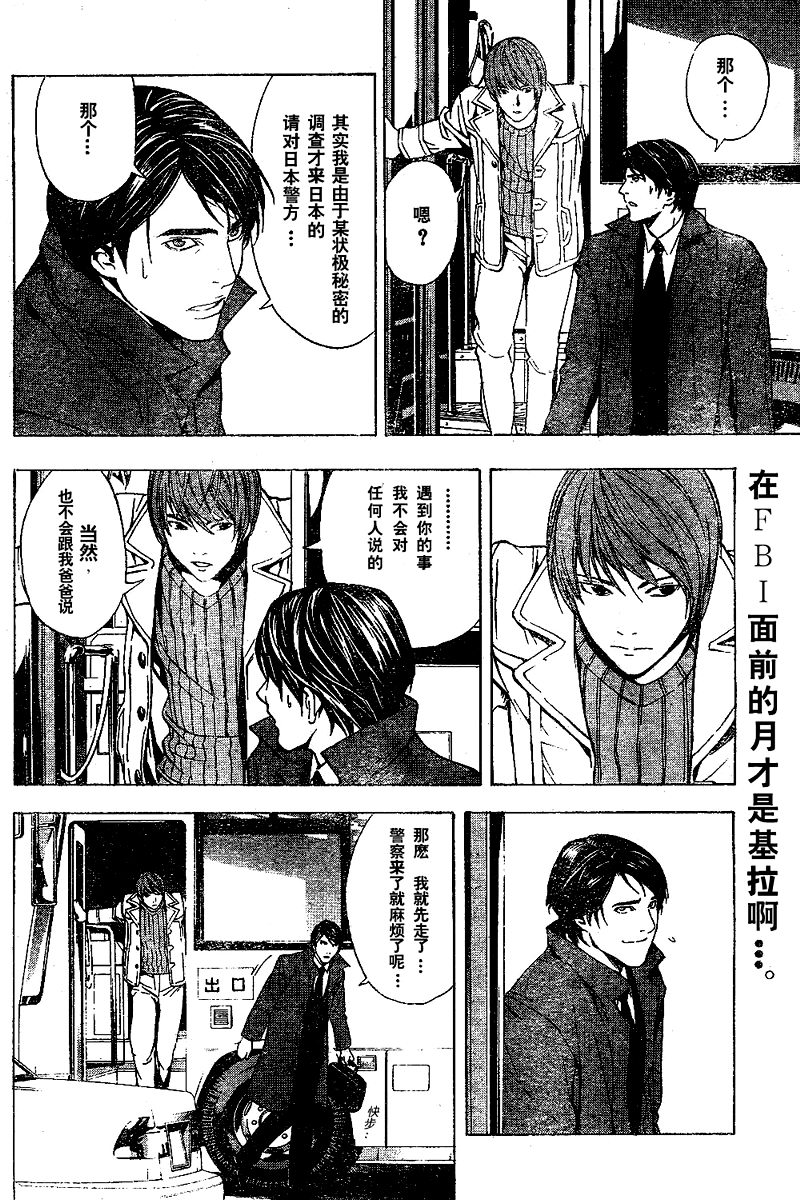 那个…
嗯？
其实我是由于某状极秘密的
调查才来日本的
请对日本警方…
那个…
在FBI面前的月才是基拉啊…。
…………
遇到你的事
我不会对
任何人说的
当然，
也不会跟我爸爸说
那麽 我就先走了…
警察来了就麻烦了呢…
出口
快步…